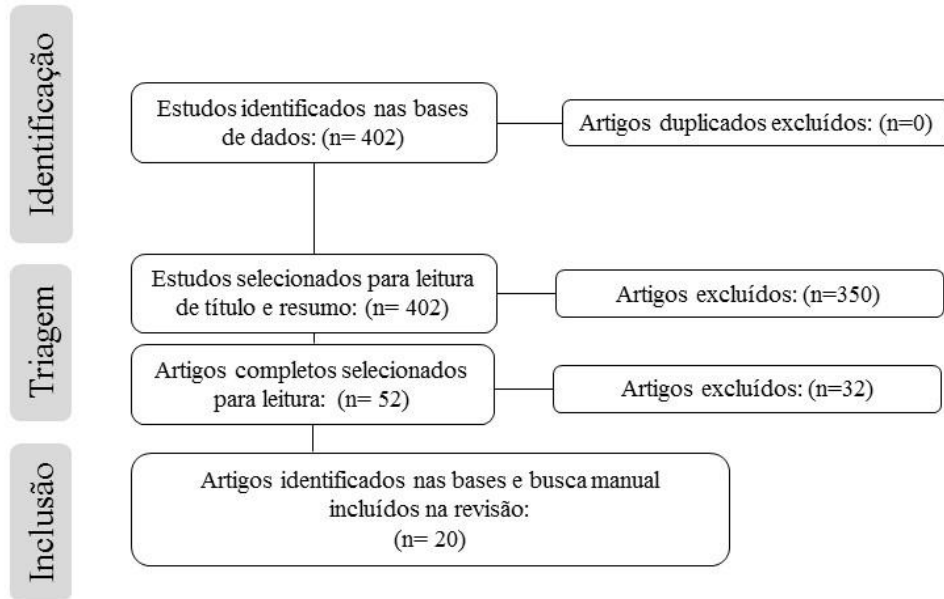 Identificação
Estudos identificados nas bases
de dados: (n= 402)
Artigos duplicados excluídos: (n=0)
Triagem
Estudos selecionados para leitura
de título e resumo: (n= 402)
Artigos excluídos: (n=350)
Artigos completos selecionados
para leitura: (n= 52)
Artigos excluídos: (n=32)
Inclusão
Artigos identificados nas bases e busca manual
incluídos na revisão:
(n= 20)